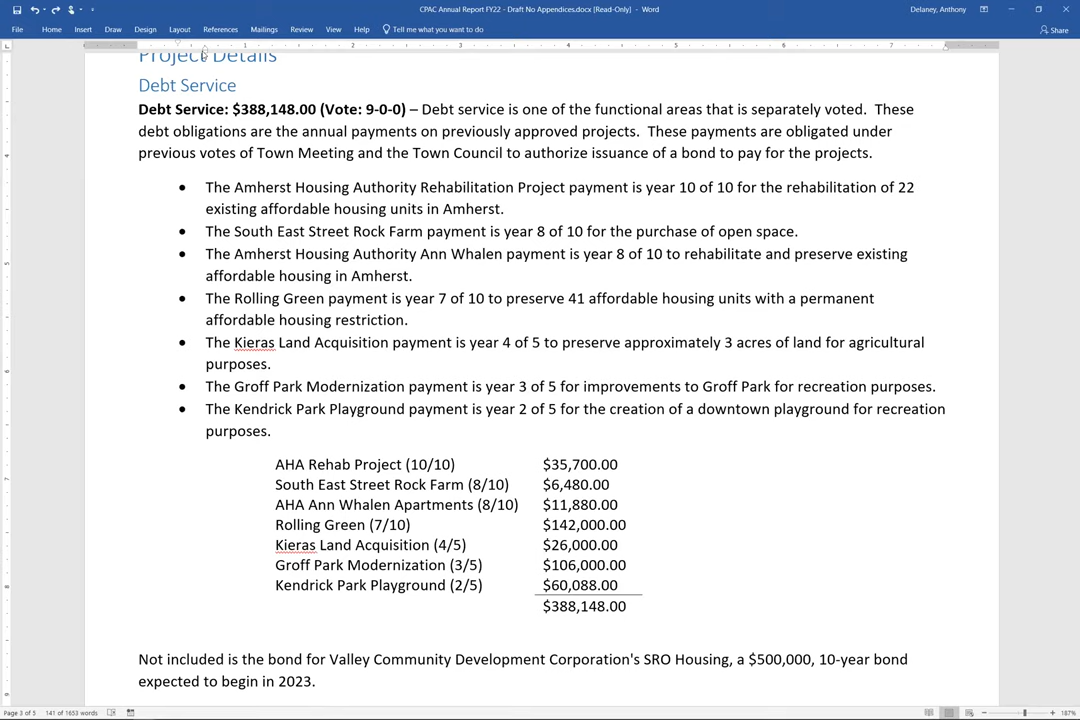 CPAC Annual Report FY22 - Draft No Appendices.docx [Read-Only] - Word
Delaney, Anthony
File Home Insert Draw Design Layout References Mailings Review View Help Tell me what you want to do
Share
1 2 3 4 5 6 7
Project Details
Debt Service
Debt Service: $388,148.00 (Vote: 9-0-0) – Debt service is one of the functional areas that is separately voted. These
debt obligations are the annual payments on previously approved projects. These payments are obligated under
previous votes of Town Meeting and the Town Council to authorize issuance of a bond to pay for the projects.
• The Amherst Housing Authority Rehabilitation Project payment is year 10 of 10 for the rehabilitation of 22
existing affordable housing units in Amherst.
• The South East Street Rock Farm payment is year 8 of 10 for the purchase of open space.
• The Amherst Housing Authority Ann Whalen payment is year 8 of 10 to rehabilitate and preserve existing
affordable housing in Amherst.
• The Rolling Green payment is year 7 of 10 to preserve 41 affordable housing units with a permanent
affordable housing restriction.
• The Kieras Land Acquisition payment is year 4 of 5 to preserve approximately 3 acres of land for agricultural
purposes.
• The Groff Park Modernization payment is year 3 of 5 for improvements to Groff Park for recreation purposes.
• The Kendrick Park Playground payment is year 2 of 5 for the creation of a downtown playground for recreation
purposes.
AHA Rehab Project (10/10) $35,700.00
South East Street Rock Farm (8/10) $6,480.00
AHA Ann Whalen Apartments (8/10) $11,880.00
Rolling Green (7/10) $142,000.00
Kieras Land Acquisition (4/5) $26,000.00
Groff Park Modernization (3/5) $106,000.00
Kendrick Park Playground (2/5) $60,088.00
$388,148.00
Not included is the bond for Valley Community Development Corporation's SRO Housing, a $500,000, 10-year bond
expected to begin in 2023.
Page 3 of 5 141 of 1653 words
187%